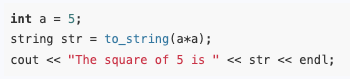 int a = 5;
string str = to_string(a*a);
cout << "The square of 5 is " << str << endl;